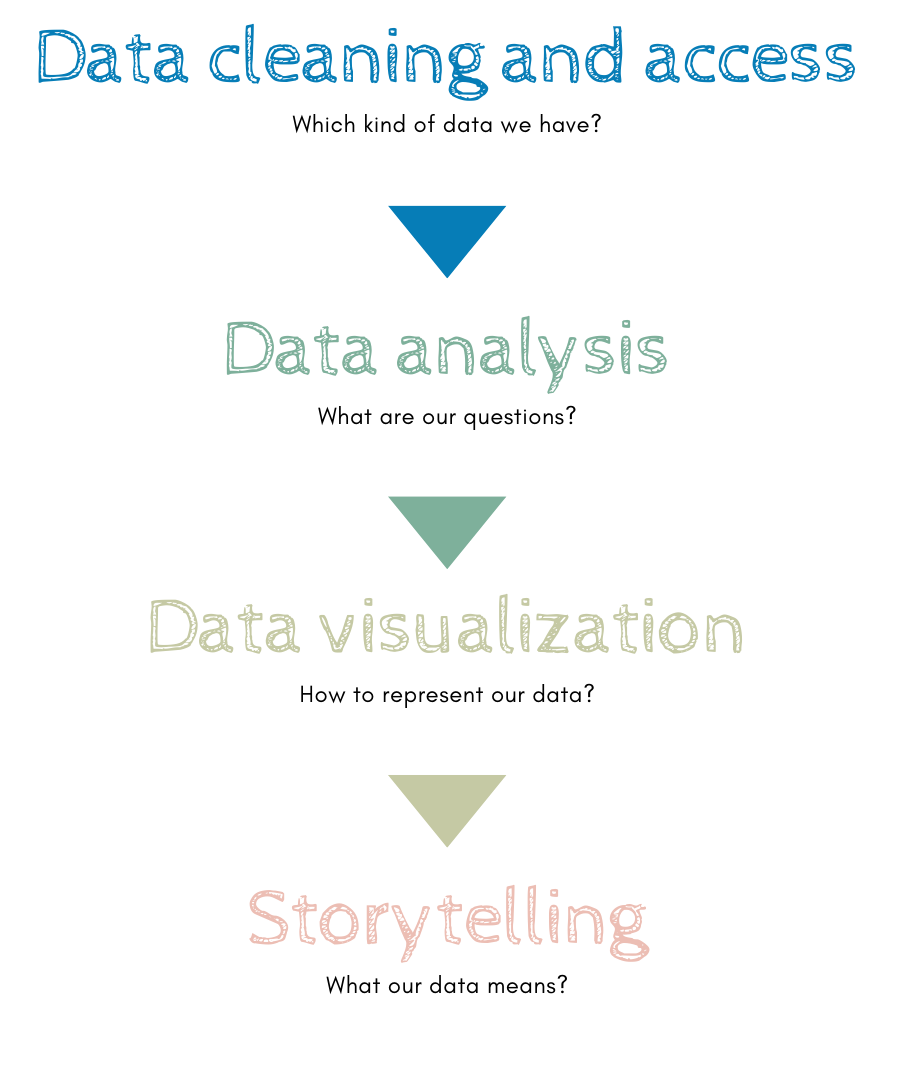 Data cleaning and access
Which kind of data we have?
Data analysis
What are our questions?
Data visualization
How to represent our data?
Storytelling
What our data means?